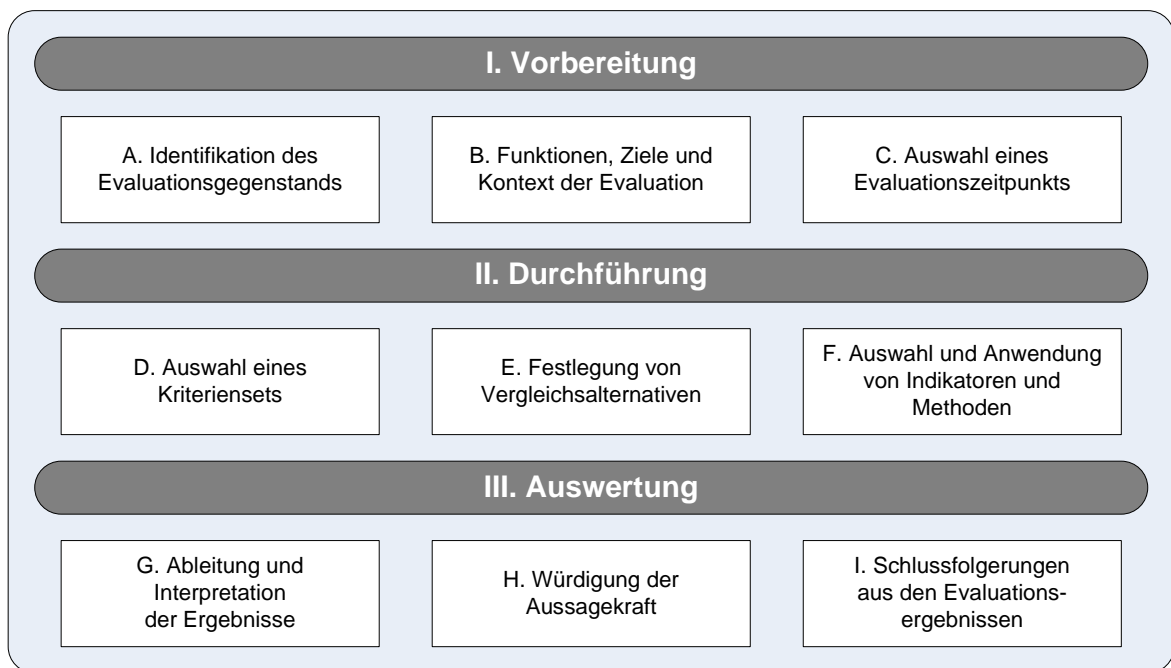 I. Vorbereitung
A. Identifikation des
Evaluationsgegenstands
B. Funktionen, Ziele und
Kontext der Evaluation
C. Auswahl eines
Evaluationszeitpunkts
II. Durchführung
D. Auswahl eines
Kriteriensets
E. Festlegung von
Vergleichsalternativen
F. Auswahl und Anwendung
von Indikatoren und
Methoden
III. Auswertung
G. Ableitung und
Interpretation
der Ergebnisse
H. Würdigung der
Aussagekraft
I. Schlussfolgerungen
aus den Evaluations-
ergebnissen